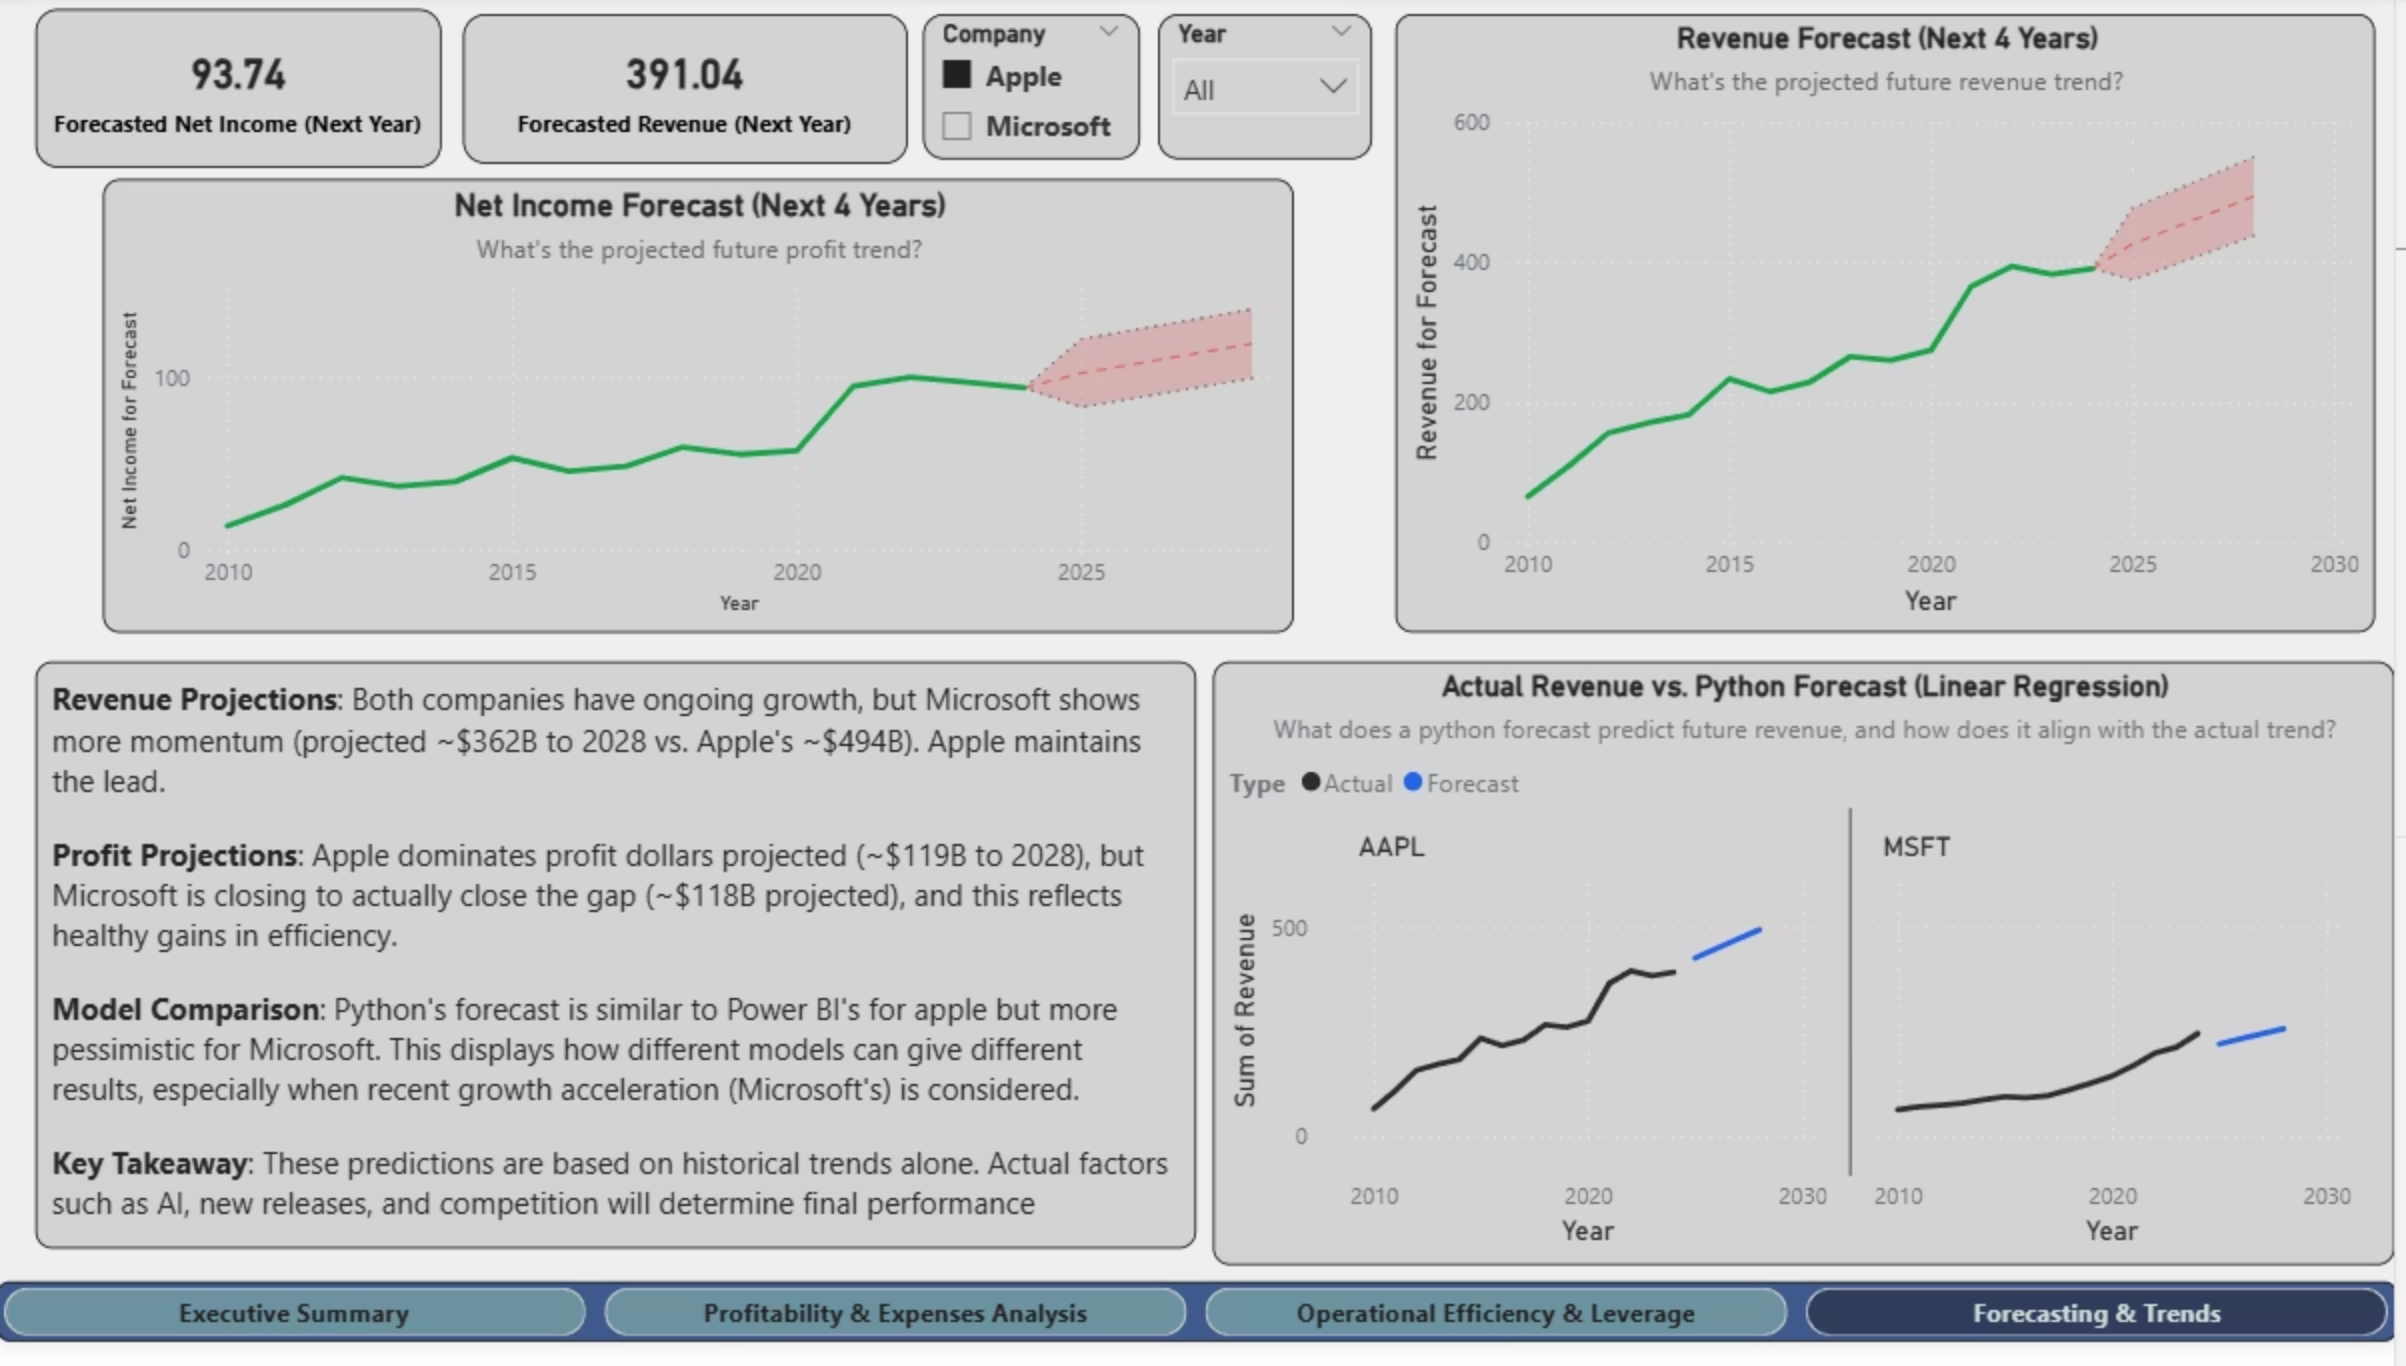 93.74
Forecasted Net Income (Next Year)
391.04
Forecasted Revenue (Next Year)
Company
Apple
Microsoft
Year
All
Revenue Forecast (Next 4 Years)
What's the projected future revenue trend?
Revenue for Forecast
600
400
200
0
2010
2015
2020
2025
2030
Year
Net Income Forecast (Next 4 Years)
What's the projected future profit trend?
Net Income for Forecast
100
0
2010
2015
2020
2025
Year
Revenue Projections: Both companies have ongoing growth, but Microsoft shows
more momentum (projected ~$362B to 2028 vs. Apple's ~$494B). Apple maintains
the lead.
Profit Projections: Apple dominates profit dollars projected (~$119B to 2028), but
Microsoft is closing to actually close the gap (~$118B projected), and this reflects
healthy gains in efficiency.
Model Comparison: Python's forecast is similar to Power BI's for apple but more
pessimistic for Microsoft. This displays how different models can give different
results, especially when recent growth acceleration (Microsoft's) is considered.
Key Takeaway: These predictions are based on historical trends alone. Actual factors
such as AI, new releases, and competition will determine final performance
Actual Revenue vs. Python Forecast (Linear Regression)
What does a python forecast predict future revenue, and how does it align with the actual trend?
Type Actual Forecast
AAPL
MSFT
Sum of Revenue
500
0
2010
2020
2030
2010
2020
2030
Year
Year
Executive Summary
Profitability & Expenses Analysis
Operational Efficiency & Leverage
Forecasting & Trends